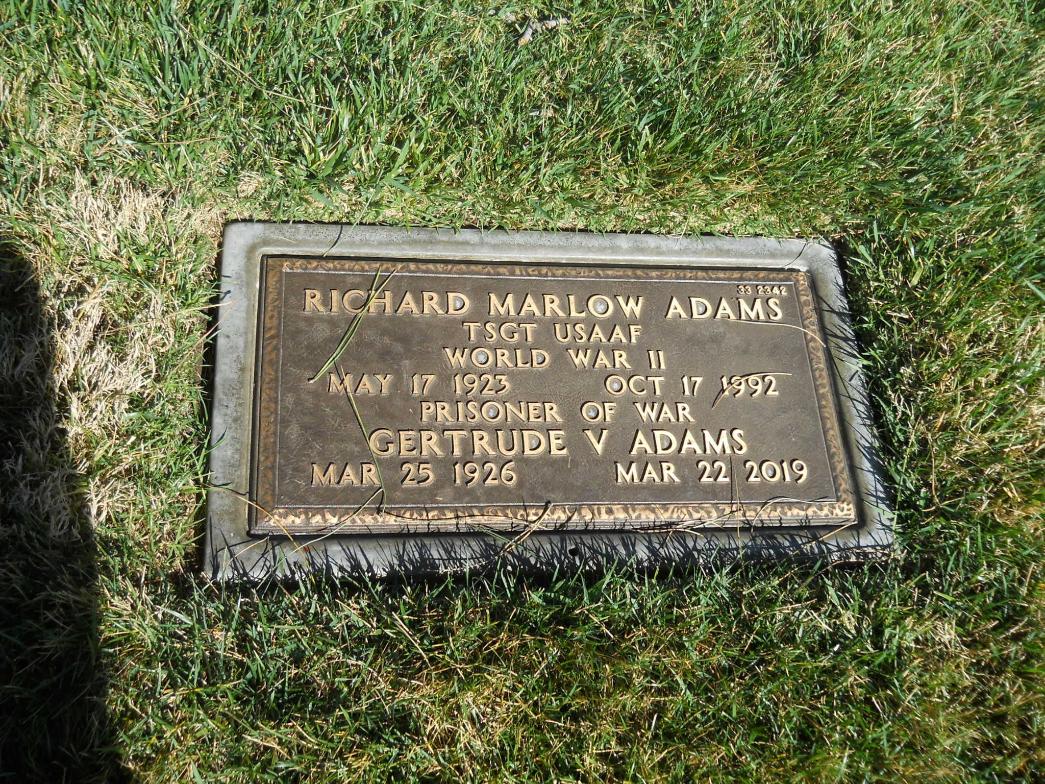 33 2342
RICHARD MARLOW ADAMS
TSGT USAAF
WORLD WAR II
MAY 17 1923 OCT 17 1992
PRISONER OF WAR
GERTRUDE V ADAMS
MAR 25 1926 MAR 22 2019